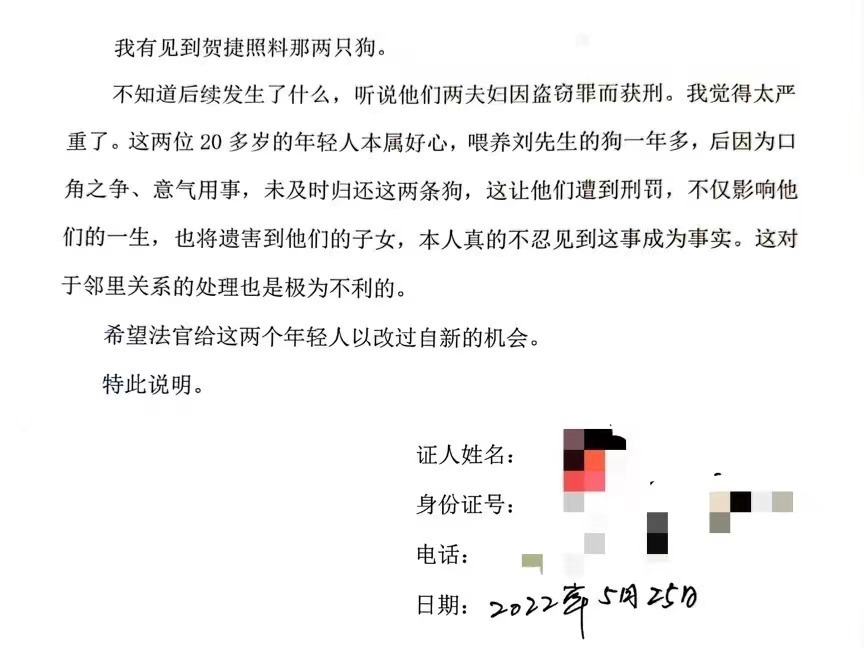 我有见到贺捷照料那两只狗。
不知道后续发生了什么，听说他们两夫妇因盗窃罪而获刑。我觉得太严
重了。这两位 20 多岁的年轻人本属好心，喂养刘先生的狗一年多，后因为口
角之争、意气用事，未及时归还这两条狗，这让他们遭到刑罚，不仅影响他
们的一生，也将遗害到他们的子女，本人真的不忍见到这事成为事实。这对
于邻里关系的处理也是极为不利的。
希望法官给这两个年轻人以改过自新的机会。
特此说明。
证人姓名：
身份证号：
电话：
日期：2022年5月25日